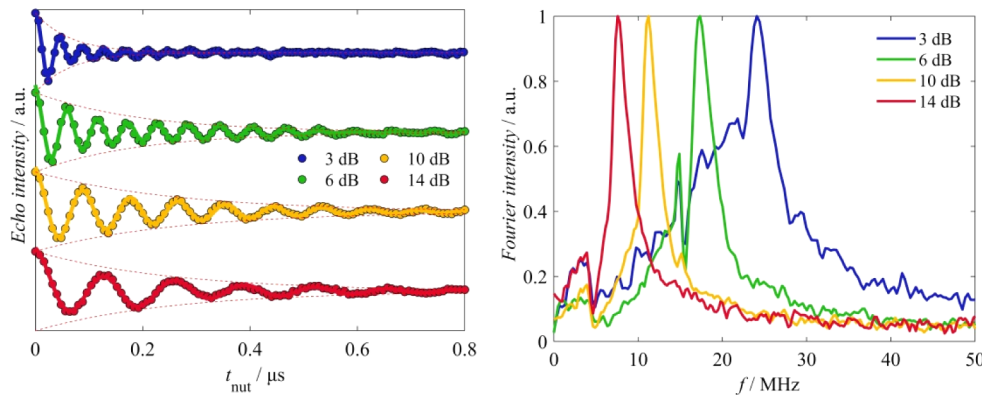 Echo intensity / a.u.
3 dB
10 dB
6 dB
14 dB
0
0.2
0.4
0.6
0.8
t_nut / µs
Fourier intensity / a.u.
1
0.8
0.6
0.4
0.2
0
3 dB
6 dB
10 dB
14 dB
0
10
20
30
40
50
f / MHz